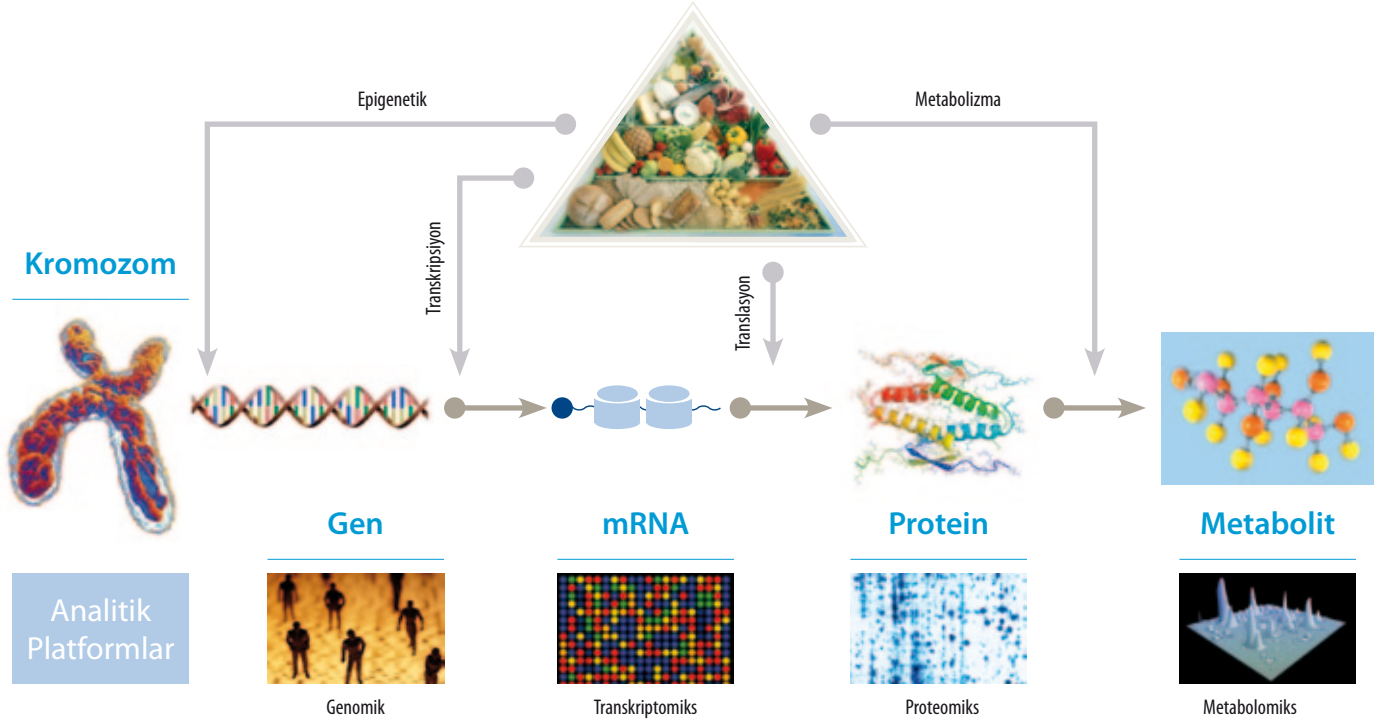 Epigenetik
Metabolizma
Transkripsiyon
Translasyon
Kromozom
Gen
mRNA
Protein
Metabolit
Analitik
Platformlar
Genomik
Transkriptomiks
Proteomiks
Metabolomiks